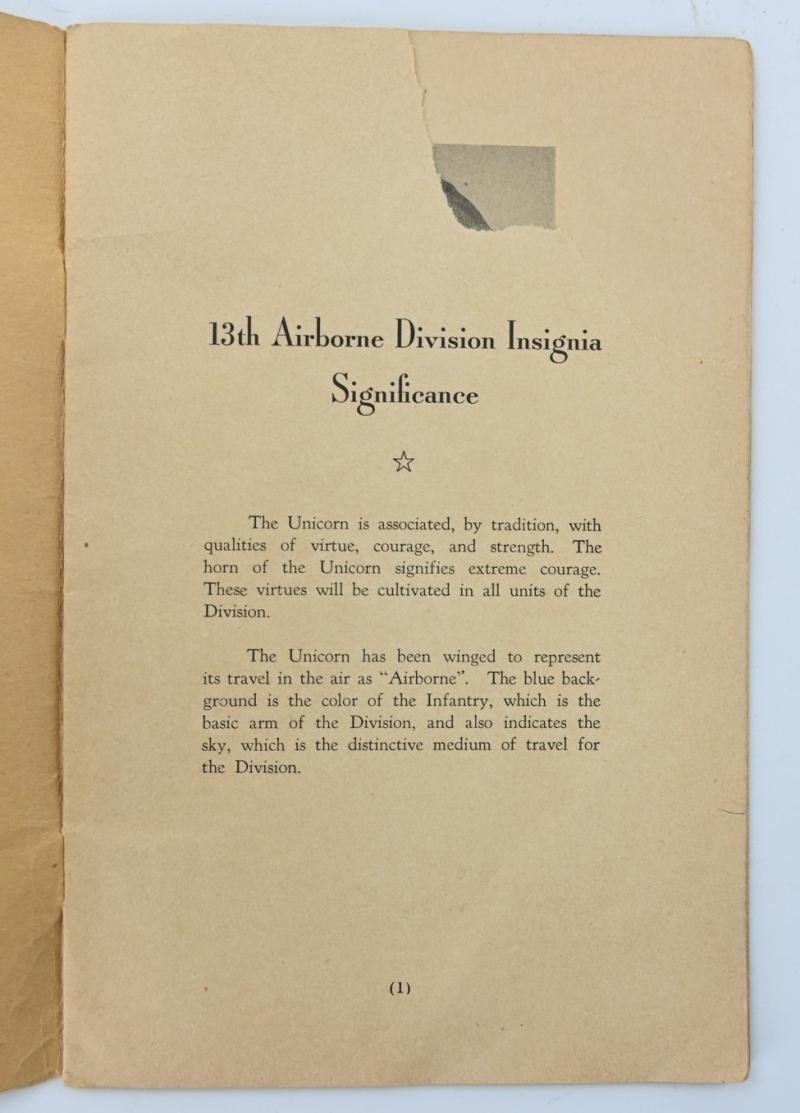 13th Airborne Division Insignia
Significance
The Unicorn is associated, by tradition, with
qualities of virtue, courage, and strength. The
horn of the Unicorn signifies extreme courage.
These virtues will be cultivated in all units of the
Division.
The Unicorn has been winged to represent
its travel in the air as "Airborne". The blue back-
ground is the color of the Infantry, which is the
basic arm of the Division, and also indicates the
sky, which is the distinctive medium of travel for
the Division.
(1)